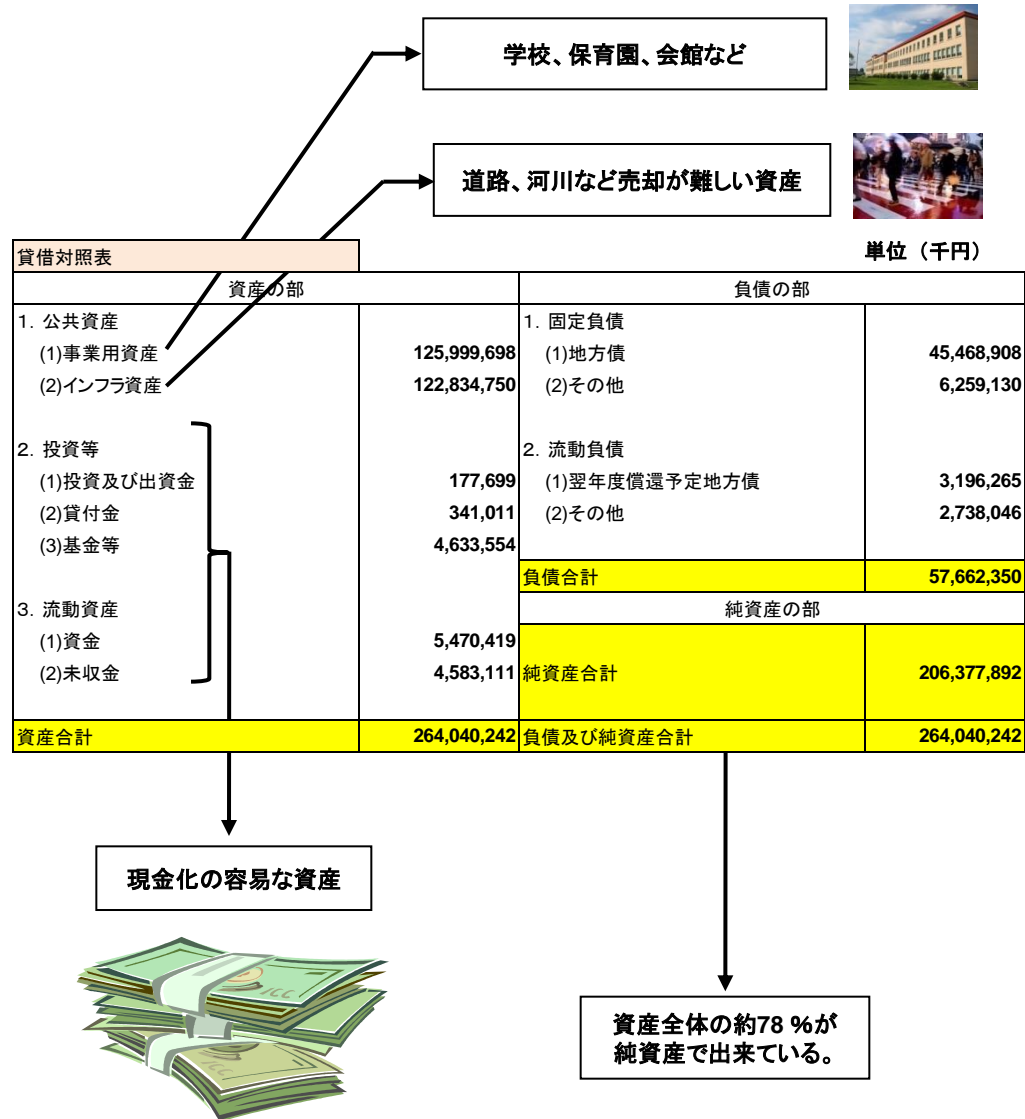 学校、保育園、会館など
道路、河川など売却が難しい資産
貸借対照表
単位（千円）
資産の部
負債の部
1．公共資産
1．固定負債
(1)事業用資産 125,999,698
(1)地方債 45,468,908
(2)インフラ資産 122,834,750
(2)その他 6,259,130
2．投資等
2．流動負債
(1)投資及び出資金 177,699
(1)翌年度償還予定地方債 3,196,265
(2)貸付金 341,011
(2)その他 2,738,046
(3)基金等 4,633,554
負債合計 57,662,350
3．流動資産
純資産の部
(1)資金 5,470,419
(2)未収金 4,583,111
純資産合計 206,377,892
資産合計 264,040,242
負債及び純資産合計 264,040,242
現金化の容易な資産
資産全体の約78 %が
純資産で出来ている。